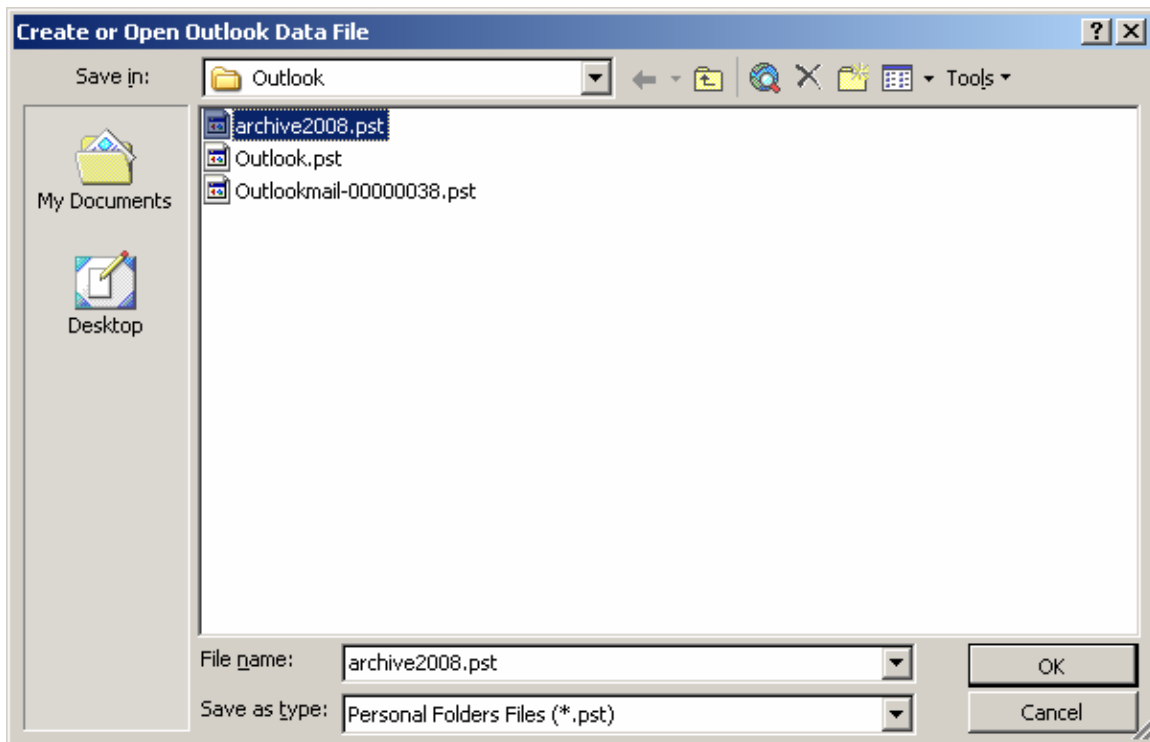 Create or Open Outlook Data File
Save in:
Outlook
Tools
My Documents
Desktop
archive2008.pst
Outlook.pst
Outlookmail-00000038.pst
File name:
archive2008.pst
OK
Save as type:
Personal Folders Files (*.pst)
Cancel